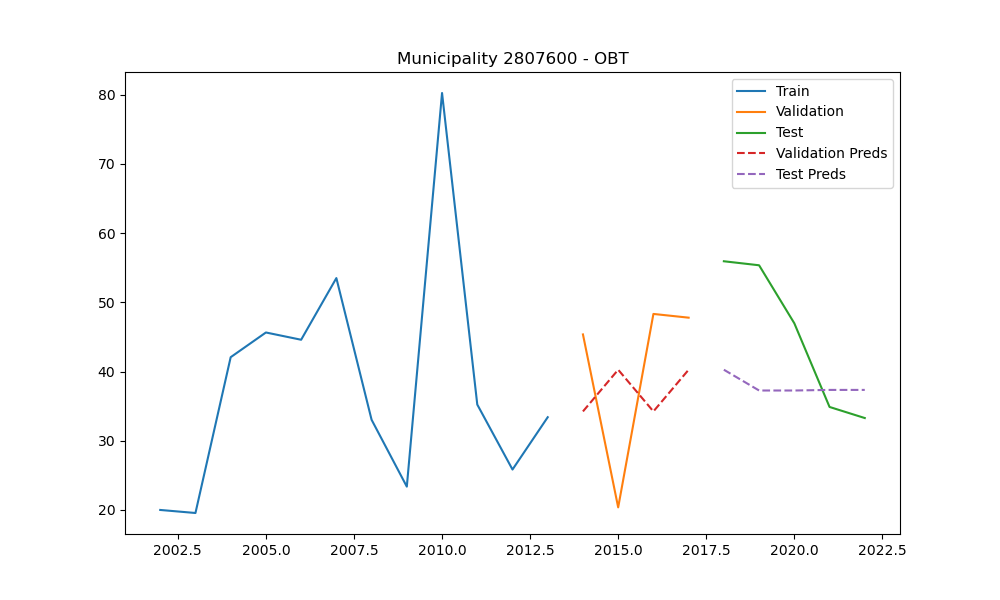 Municipality 2807600 - OBT
Train
Validation
Test
Validation Preds
Test Preds
80
70
60
50
40
30
20
2002.5 2005.0 2007.5 2010.0 2012.5 2015.0 2017.5 2020.0 2022.5